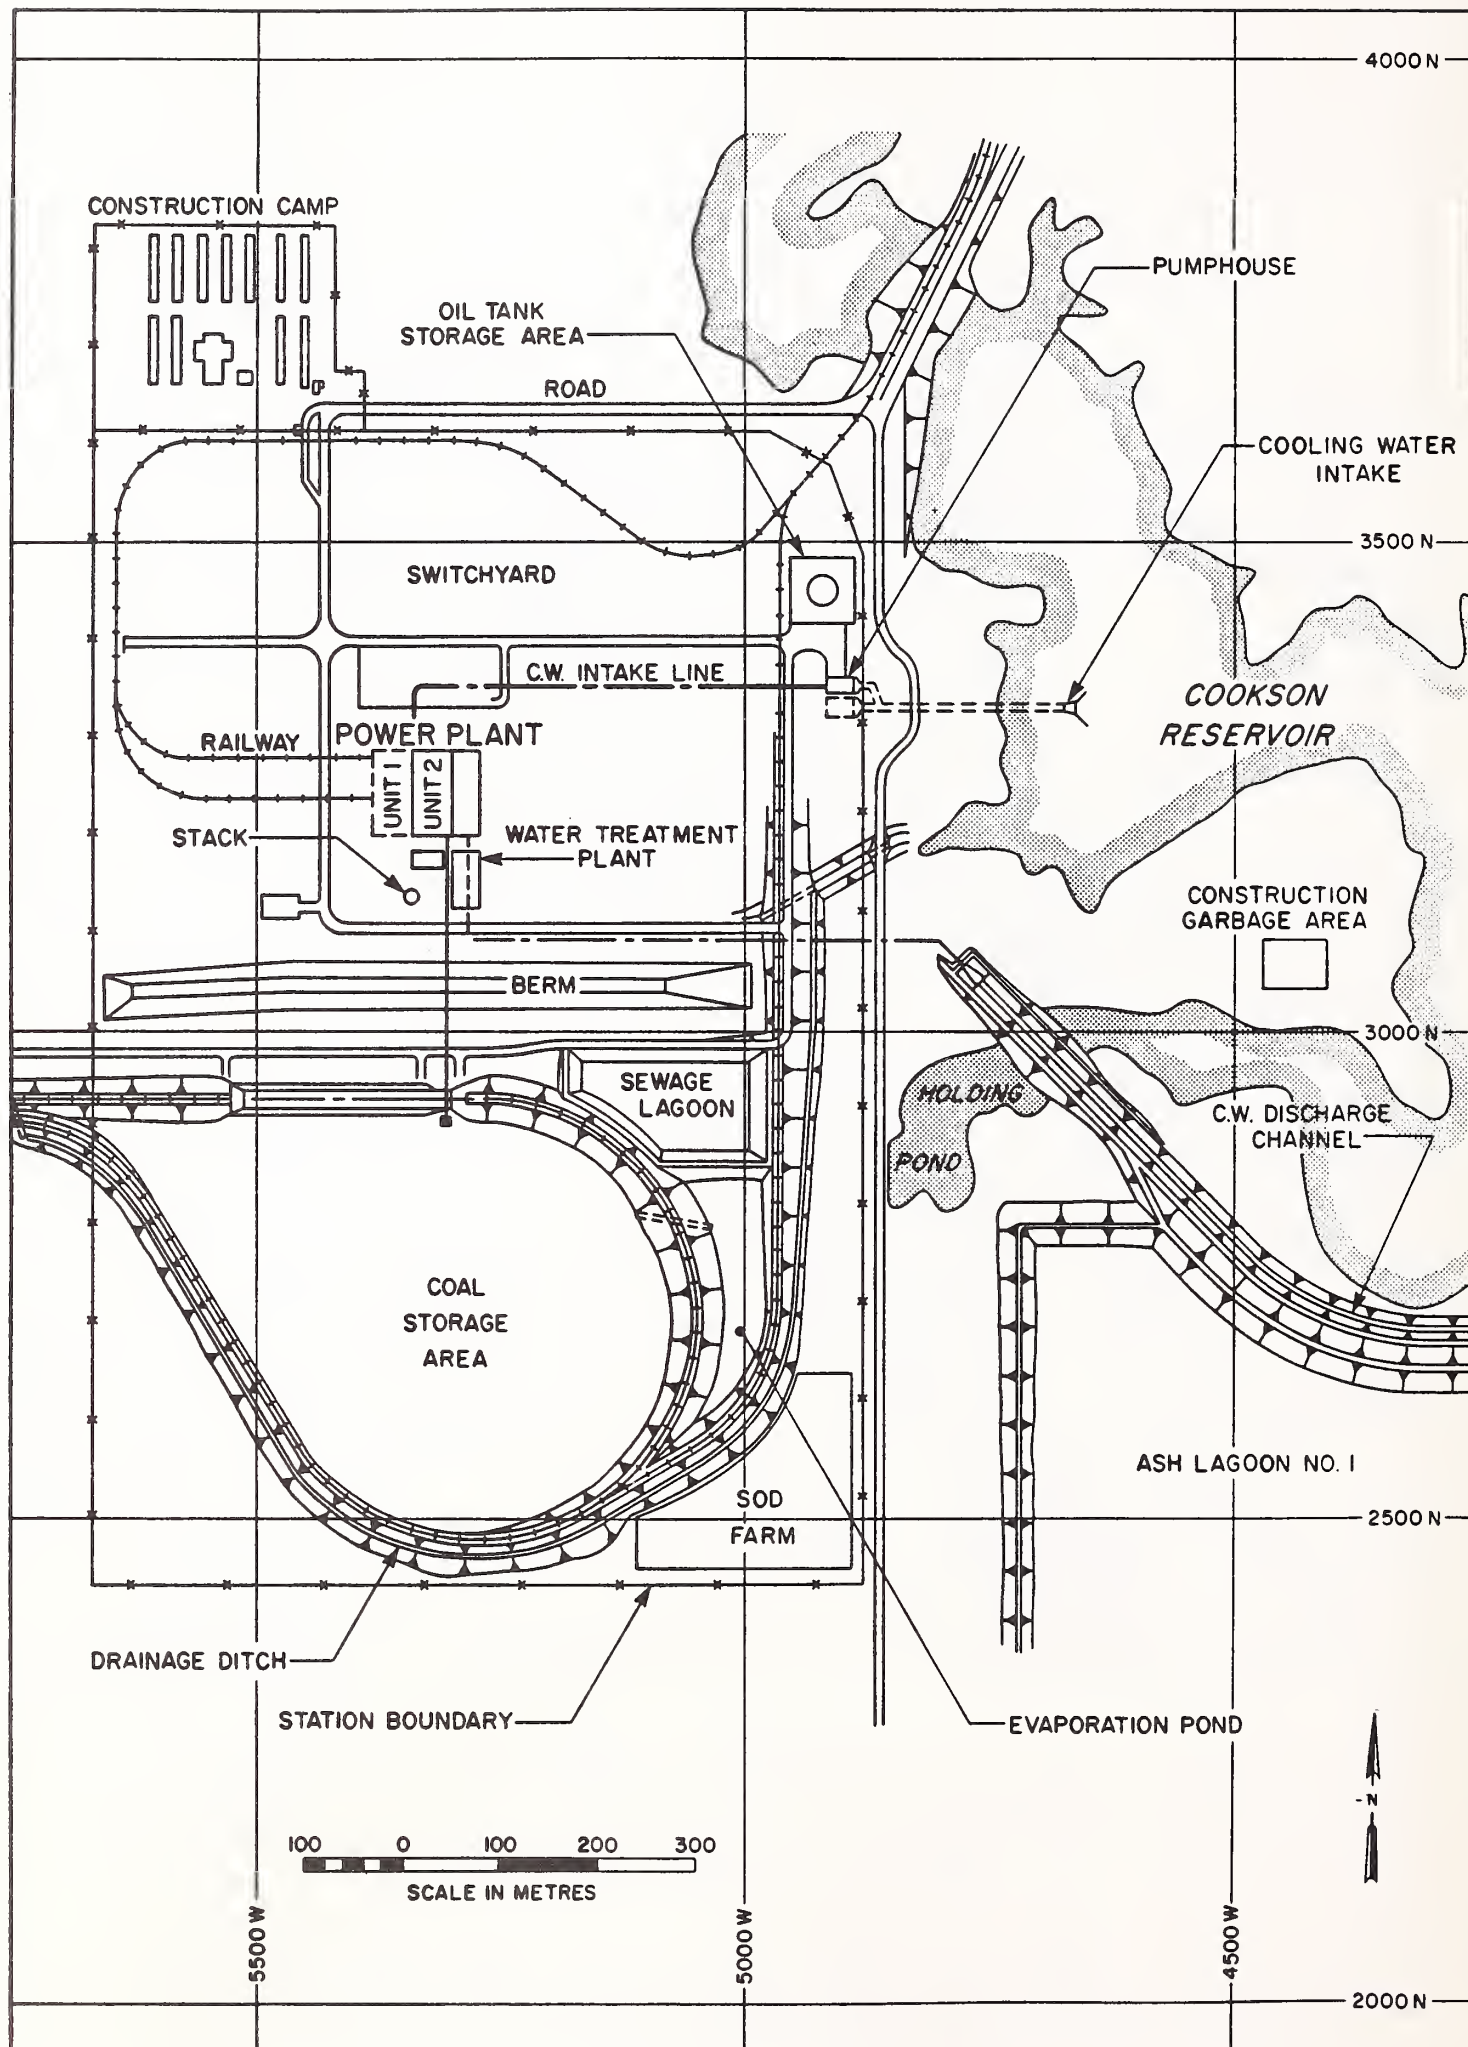 4000 N
CONSTRUCTION CAMP
PUMPHOUSE
OIL TANK
STORAGE AREA
ROAD
COOLING WATER
INTAKE
3500 N
SWITCHYARD
C.W. INTAKE LINE
COOKSON
RESERVOIR
POWER PLANT
RAILWAY
UNIT 1
UNIT 2
STACK
WATER TREATMENT
PLANT
CONSTRUCTION
GARBAGE AREA
BERM
3000 N
SEWAGE
LAGOON
HOLDING
POND
C.W. DISCHARGE
CHANNEL
COAL
STORAGE
AREA
ASH LAGOON NO. 1
SOD
FARM
2500 N
DRAINAGE DITCH
STATION BOUNDARY
EVAPORATION POND
-N
100 0 100 200 300
SCALE IN METRES
5500 W
5000 W
4500 W
2000 N